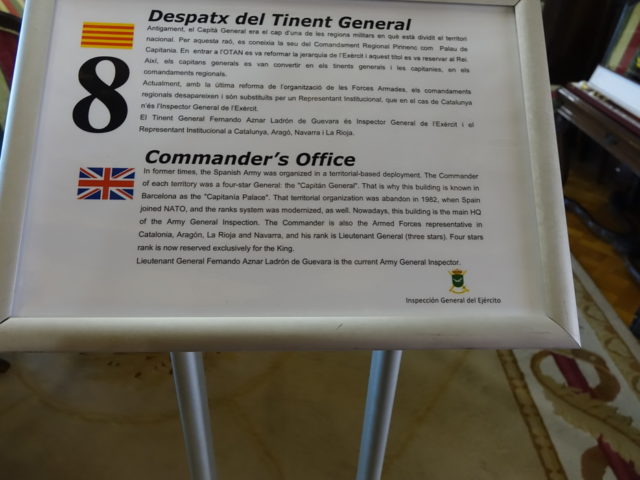 Despatx del Tinent General
Antigament, el Capità General era el cap d'una de les regions militars en què està dividit el territori
nacional. Per aquesta raó, es coneixia la seu del Comandament Regional Pirinenc com Palau de
Capitania. En entrar a l'OTAN es va reformar la jerarquia de l'Exèrcit i aquest títol es va reservar al Rei.
Així, els capitans generals es van convertir en els tinents generals i les capitanies, en els
comandaments regionals.
Actualment, amb la última reforma de l'organització de les Forces Armades, els comandaments
regionals desapareixen i són substituïts per un Representant Institucional, que en el cas de Catalunya
n'és l'Inspector General de l'Exèrcit.
El Tinent General Fernando Aznar Ladrón de Guevara és Inspector General de l'Exèrcit i el
Representant Institucional a Catalunya, Aragó, Navarra i La Rioja.
8
Commander's Office
In former times, the Spanish Army was organized in a territorial-based deployment. The Commander
of each territory was a four-star General: the "Capitán General". That is why this building is known in
Barcelona as the "Capitanía Palace". That territorial organization was abandon in 1982, when Spain
joined NATO, and the ranks system was modernized, as well. Nowadays, this building is the main HQ
of the Army General Inspection. The Commander is also the Armed Forces representative in
Catalonia, Aragón, La Rioja and Navarra, and his rank is Lieutenant General (three stars). Four stars
rank is now reserved exclusively for the King.
Lieutenant General Fernando Aznar Ladrón de Guevara is the current Army General Inspector.
Inspección General del Ejército